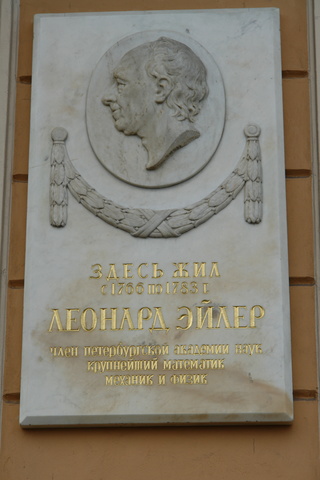 ЗДЕСЬ ЖИЛ
С 1766 ПО 1783 Г.
ЛЕОНАРД ЭЙЛЕР
ЧЛЕН ПЕТЕРБУРГСКОЙ АКАДЕМИИ НАУК
КРУПНЕЙШИЙ МАТЕМАТИК
МЕХАНИК И ФИЗИК